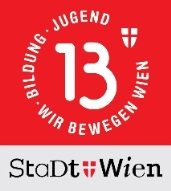 BILDUNG · JUGEND
· WIR BEWEGEN WIEN
13
StaDt Wien